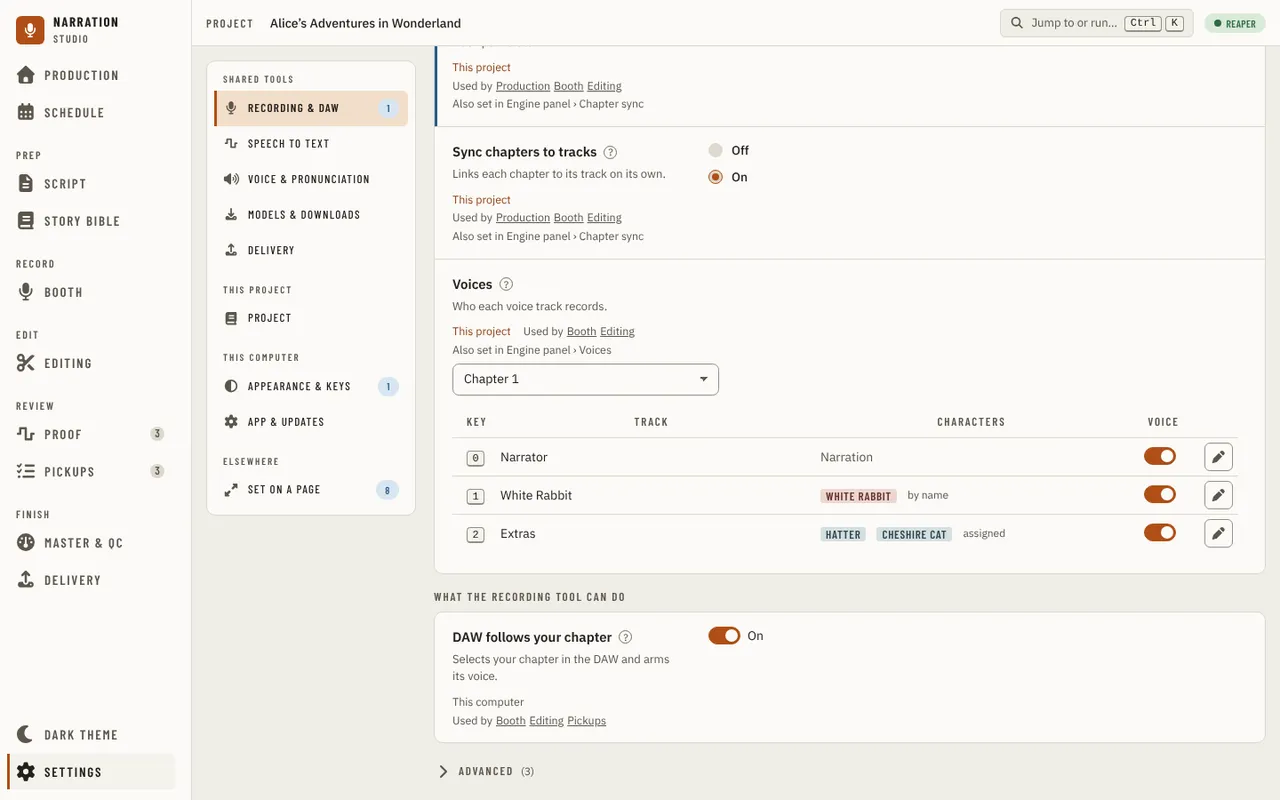 NARRATION
STUDIO
PRODUCTION
SCHEDULE
PREP
SCRIPT
STORY BIBLE
RECORD
BOOTH
EDIT
EDITING
REVIEW
PROOF 3
PICKUPS 3
FINISH
MASTER & QC
DELIVERY
DARK THEME
SETTINGS
PROJECT Alice's Adventures in Wonderland
Jump to or run... Ctrl K
REAPER
SHARED TOOLS
RECORDING & DAW 1
SPEECH TO TEXT
VOICE & PRONUNCIATION
MODELS & DOWNLOADS
DELIVERY
THIS PROJECT
PROJECT
THIS COMPUTER
APPEARANCE & KEYS 1
APP & UPDATES
ELSEWHERE
SET ON A PAGE 8
This project
Used by Production Booth Editing
Also set in Engine panel › Chapter sync
Sync chapters to tracks ?
Off
Links each chapter to its track on its own.
On
This project
Used by Production Booth Editing
Also set in Engine panel › Chapter sync
Voices ?
Who each voice track records.
This project Used by Booth Editing
Also set in Engine panel › Voices
Chapter 1
KEY TRACK CHARACTERS VOICE
0 Narrator Narration
1 White Rabbit WHITE RABBIT by name
2 Extras HATTER CHESHIRE CAT assigned
WHAT THE RECORDING TOOL CAN DO
DAW follows your chapter ? On
Selects your chapter in the DAW and arms
its voice.
This computer
Used by Booth Editing Pickups
ADVANCED (3)